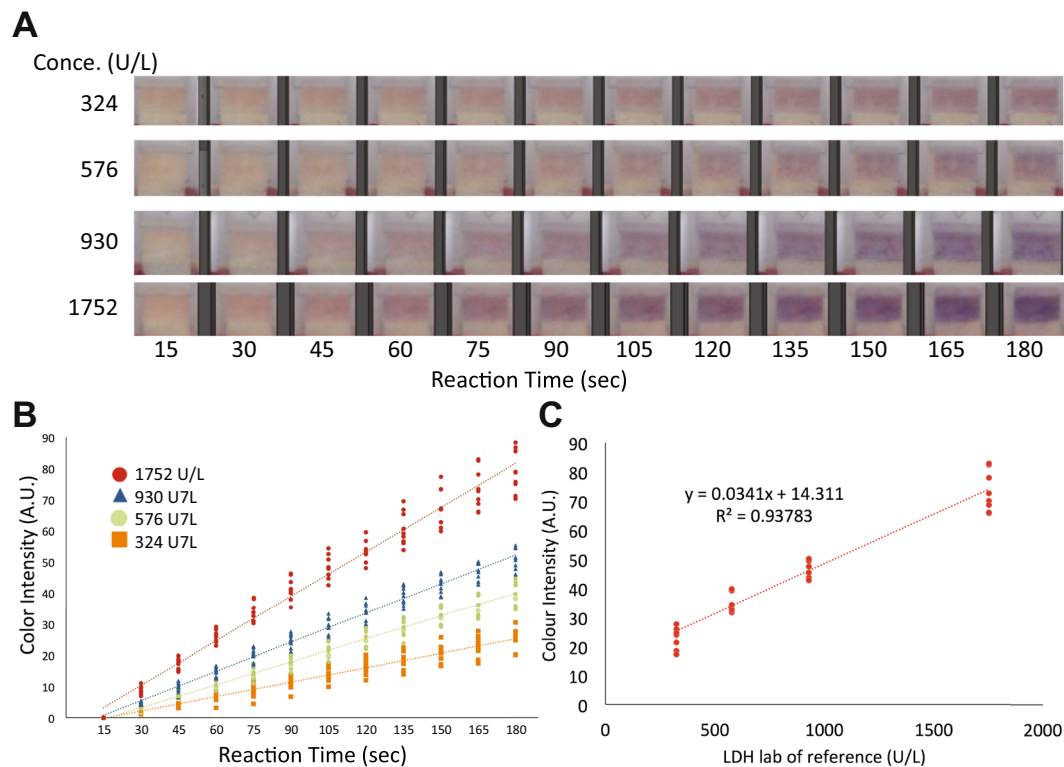 A
Conce. (U/L)
324
576
930
1752
15 30 45 60 75 90 105 120 135 150 165 180
Reaction Time (sec)
B
C
90
80
70
60
50
40
30
20
10
0
Color Intensity (A.U.)
1752 U/L
930 U7L
576 U7L
324 U7L
15 30 45 60 75 90 105 120 135 150 165 180
Reaction Time (sec)
90
80
70
60
50
40
30
20
10
0
Colour Intensity (A.U.)
y = 0.0341x + 14.311
R² = 0.93783
0 500 1000 1500 2000
LDH lab of reference (U/L)